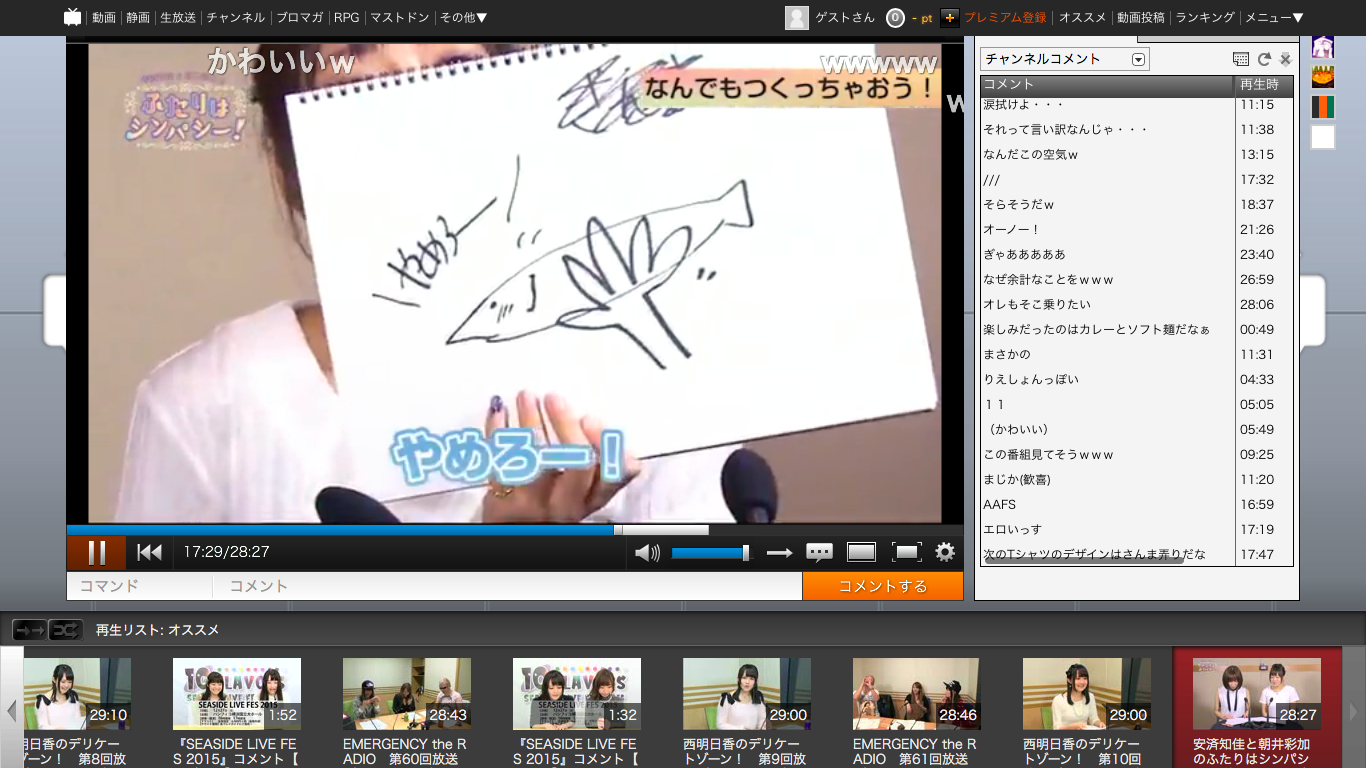 動画 静画 生放送 チャンネル ブロマガ RPG マストドン その他▼
ゲストさん 0 - pt + プレミアム登録 オススメ 動画投稿 ランキング メニュー▼
かわいいｗ
wwwww
なんでもつくっちゃおう！
w
ふたりは
シンパシー！
\やめろー/
やめろー！
17:29/28:27
コマンド コメント コメントする
チャンネルコメント
コメント 再生時
涙拭けよ・・・ 11:15
それって言い訳なんじゃ・・・ 11:38
なんだこの空気ｗ 13:15
/// 17:32
そらそうだｗ 18:37
オーノー！ 21:26
ぎゃあああああ 23:40
なぜ余計なことをｗｗｗ 26:59
オレもそこ乗りたい 28:06
楽しみだったのはカレーとソフト麺だなぁ 00:49
まさかの 11:31
りえしょんっぽい 04:33
１１ 05:05
（かわいい） 05:49
この番組見てそうｗｗｗ 09:25
まじか(歓喜) 11:20
AAFS 16:59
エロいっす 17:19
次のTシャツのデザインはさんま弄りだな 17:47
再生リスト: オススメ
29:10
明日香のデリケー
ゾーン！　第8回放
SEASIDE LIVE FES 2015
1:52
『SEASIDE LIVE FE
S 2015』コメント【
28:43
EMERGENCY the R
ADIO　第60回放送
SEASIDE LIVE FES 2015
1:32
『SEASIDE LIVE FE
S 2015』コメント【
29:00
西明日香のデリケー
トゾーン！　第9回放
28:46
EMERGENCY the R
ADIO　第61回放送
29:00
西明日香のデリケー
トゾーン！　第10回
28:27
安済知佳と朝井彩加
のふたりはシンパシ